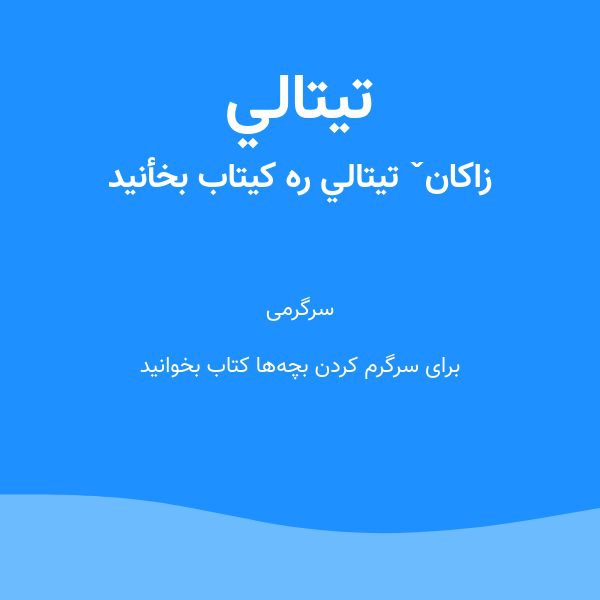 تيتالي
زاکانˇ تيتالي ره کيتاب بخأنيد
سرگرمی
برای سرگرم کردن بچه‌ها کتاب بخوانید